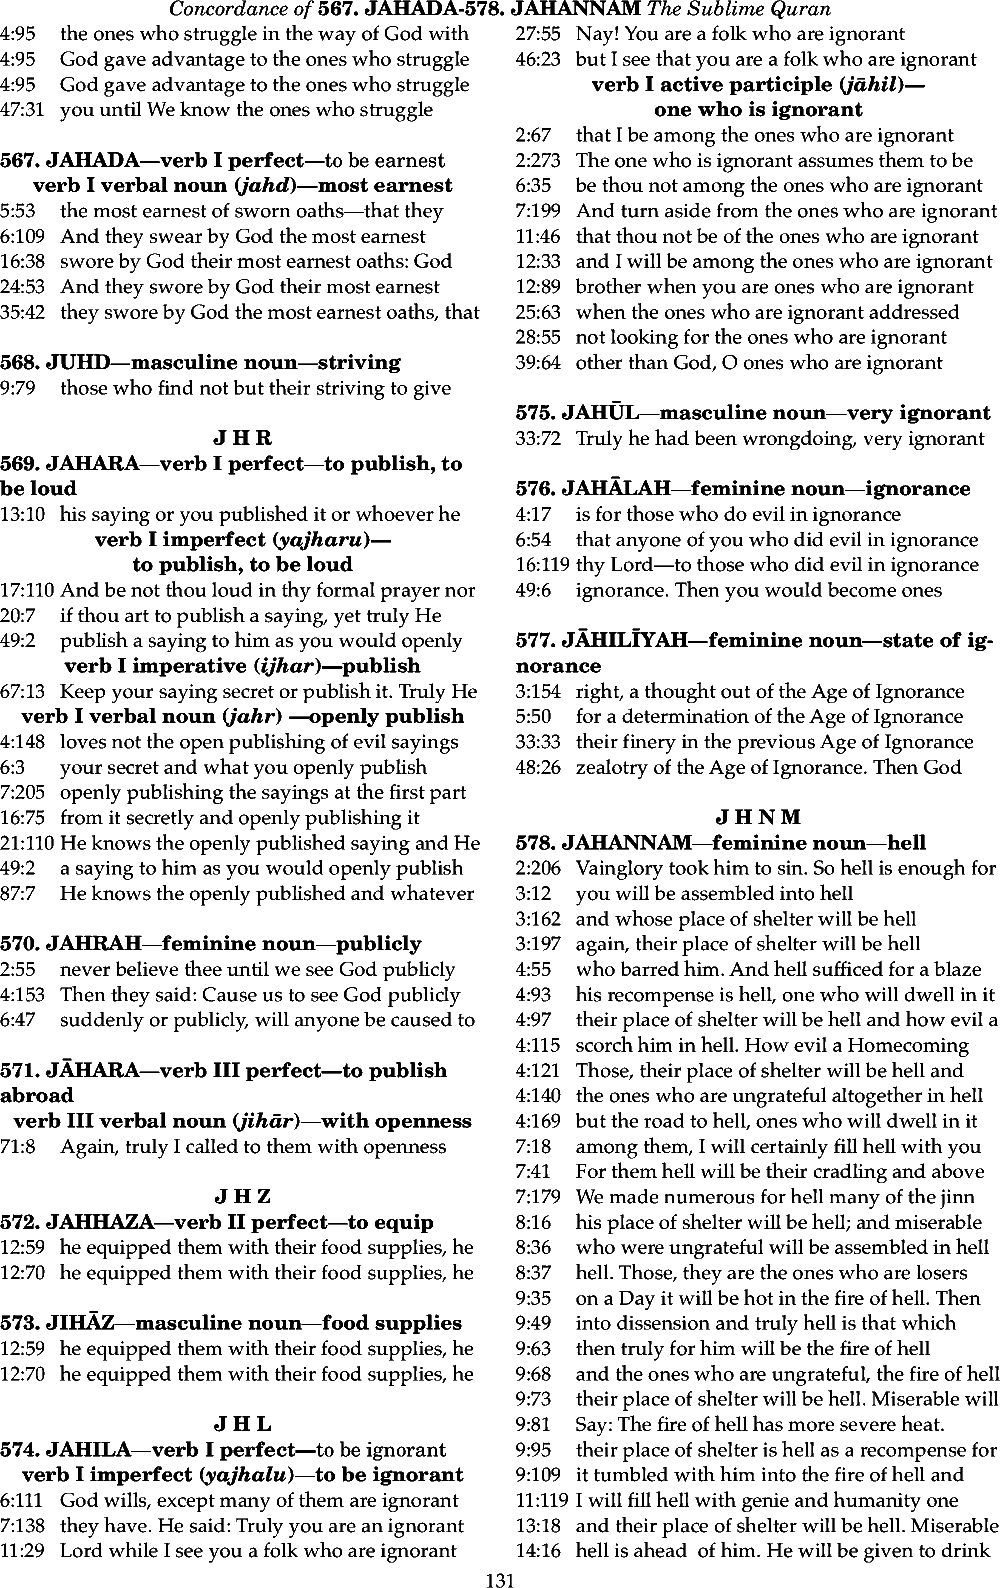 Concordance of 567. JAHADA-578. JAHANNAM The Sublime Quran
4:95 the ones who struggle in the way of God with
4:95 God gave advantage to the ones who struggle
4:95 God gave advantage to the ones who struggle
47:31 you until We know the ones who struggle
567. JAHADA—verb I perfect—to be earnest
verb I verbal noun (jahd)—most earnest
5:53 the most earnest of sworn oaths—that they
6:109 And they swear by God the most earnest
16:38 swore by God their most earnest oaths: God
24:53 And they swore by God their most earnest
35:42 they swore by God the most earnest oaths, that
568. JUHD—masculine noun—striving
9:79 those who find not but their striving to give
J H R
569. JAHARA—verb I perfect—to publish, to
be loud
13:10 his saying or you published it or whoever he
verb I imperfect (yajharu)—
to publish, to be loud
17:110 And be not thou loud in thy formal prayer nor
20:7 if thou art to publish a saying, yet truly He
49:2 publish a saying to him as you would openly
verb I imperative (ijhar)—publish
67:13 Keep your saying secret or publish it. Truly He
verb I verbal noun (jahr) —openly publish
4:148 loves not the open publishing of evil sayings
6:3 your secret and what you openly publish
7:205 openly publishing the sayings at the first part
16:75 from it secretly and openly publishing it
21:110 He knows the openly published saying and He
49:2 a saying to him as you would openly publish
87:7 He knows the openly published and whatever
570. JAHRAH—feminine noun—publicly
2:55 never believe thee until we see God publicly
4:153 Then they said: Cause us to see God publicly
6:47 suddenly or publicly, will anyone be caused to
571. JĀHARA—verb III perfect—to publish
abroad
verb III verbal noun (jihār)—with openness
71:8 Again, truly I called to them with openness
J H Z
572. JAHHAZA—verb II perfect—to equip
12:59 he equipped them with their food supplies, he
12:70 he equipped them with their food supplies, he
573. JIHĀZ—masculine noun—food supplies
12:59 he equipped them with their food supplies, he
12:70 he equipped them with their food supplies, he
J H L
574. JAHILA—verb I perfect—to be ignorant
verb I imperfect (yajhalu)—to be ignorant
6:111 God wills, except many of them are ignorant
7:138 they have. He said: Truly you are an ignorant
11:29 Lord while I see you a folk who are ignorant
27:55 Nay! You are a folk who are ignorant
46:23 but I see that you are a folk who are ignorant
verb I active participle (jāhil)—
one who is ignorant
2:67 that I be among the ones who are ignorant
2:273 The one who is ignorant assumes them to be
6:35 be thou not among the ones who are ignorant
7:199 And turn aside from the ones who are ignorant
11:46 that thou not be of the ones who are ignorant
12:33 and I will be among the ones who are ignorant
12:89 brother when you are ones who are ignorant
25:63 when the ones who are ignorant addressed
28:55 not looking for the ones who are ignorant
39:64 other than God, O ones who are ignorant
575. JAHŪL—masculine noun—very ignorant
33:72 Truly he had been wrongdoing, very ignorant
576. JAHĀLAH—feminine noun—ignorance
4:17 is for those who do evil in ignorance
6:54 that anyone of you who did evil in ignorance
16:119 thy Lord—to those who did evil in ignorance
49:6 ignorance. Then you would become ones
577. JĀHILĪYAH—feminine noun—state of ig-
norance
3:154 right, a thought out of the Age of Ignorance
5:50 for a determination of the Age of Ignorance
33:33 their finery in the previous Age of Ignorance
48:26 zealotry of the Age of Ignorance. Then God
J H N M
578. JAHANNAM—feminine noun—hell
2:206 Vainglory took him to sin. So hell is enough for
3:12 you will be assembled into hell
3:162 and whose place of shelter will be hell
3:197 again, their place of shelter will be hell
4:55 who barred him. And hell sufficed for a blaze
4:93 his recompense is hell, one who will dwell in it
4:97 their place of shelter will be hell and how evil a
4:115 scorch him in hell. How evil a Homecoming
4:121 Those, their place of shelter will be hell and
4:140 the ones who are ungrateful altogether in hell
4:169 but the road to hell, ones who will dwell in it
7:18 among them, I will certainly fill hell with you
7:41 For them hell will be their cradling and above
7:179 We made numerous for hell many of the jinn
8:16 his place of shelter will be hell; and miserable
8:36 who were ungrateful will be assembled in hell
8:37 hell. Those, they are the ones who are losers
9:35 on a Day it will be hot in the fire of hell. Then
9:49 into dissension and truly hell is that which
9:63 then truly for him will be the fire of hell
9:68 and the ones who are ungrateful, the fire of hell
9:73 their place of shelter will be hell. Miserable will
9:81 Say: The fire of hell has more severe heat.
9:95 their place of shelter is hell as a recompense for
9:109 it tumbled with him into the fire of hell and
11:119 I will fill hell with genie and humanity one
13:18 and their place of shelter will be hell. Miserable
14:16 hell is ahead of him. He will be given to drink
131